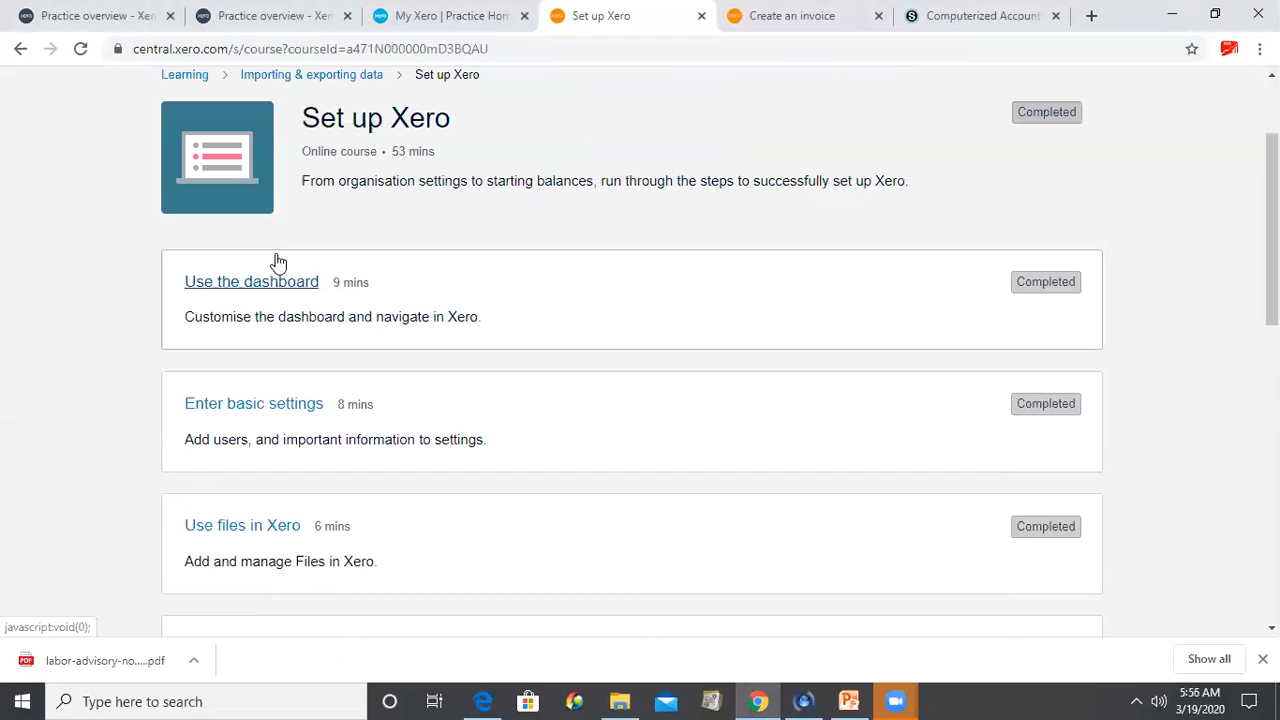 Practice overview - Xer
Practice overview - Xer
My Xero | Practice Hom
Set up Xero
Create an invoice
Computerized Account
central.xero.com/s/course?courseId=a471N000000mD3BQAU
Learning > Importing & exporting data > Set up Xero
Set up Xero
Completed
Online course • 53 mins
From organisation settings to starting balances, run through the steps to successfully set up Xero.
Use the dashboard 9 mins
Completed
Customise the dashboard and navigate in Xero.
Enter basic settings 8 mins
Completed
Add users, and important information to settings.
Use files in Xero 6 mins
Completed
Add and manage Files in Xero.
javascript:void(0);
labor-advisory-no.....pdf
Show all
Type here to search
5:56 AM
3/19/2020